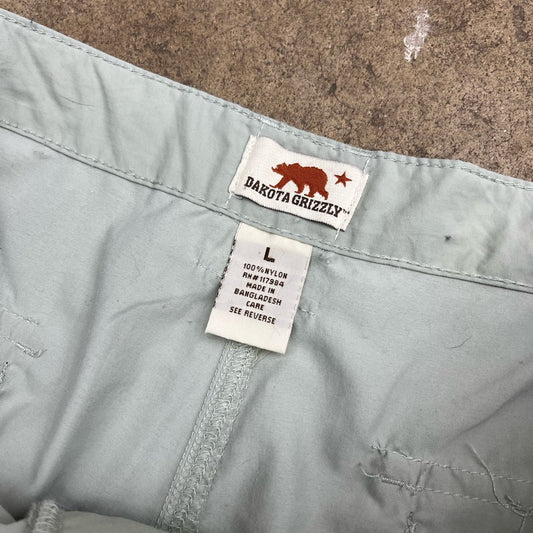 DAKOTA GRIZZLY™
L
100% NYLON
RN# 117984
MADE IN
BANGLADESH
CARE
SEE REVERSE